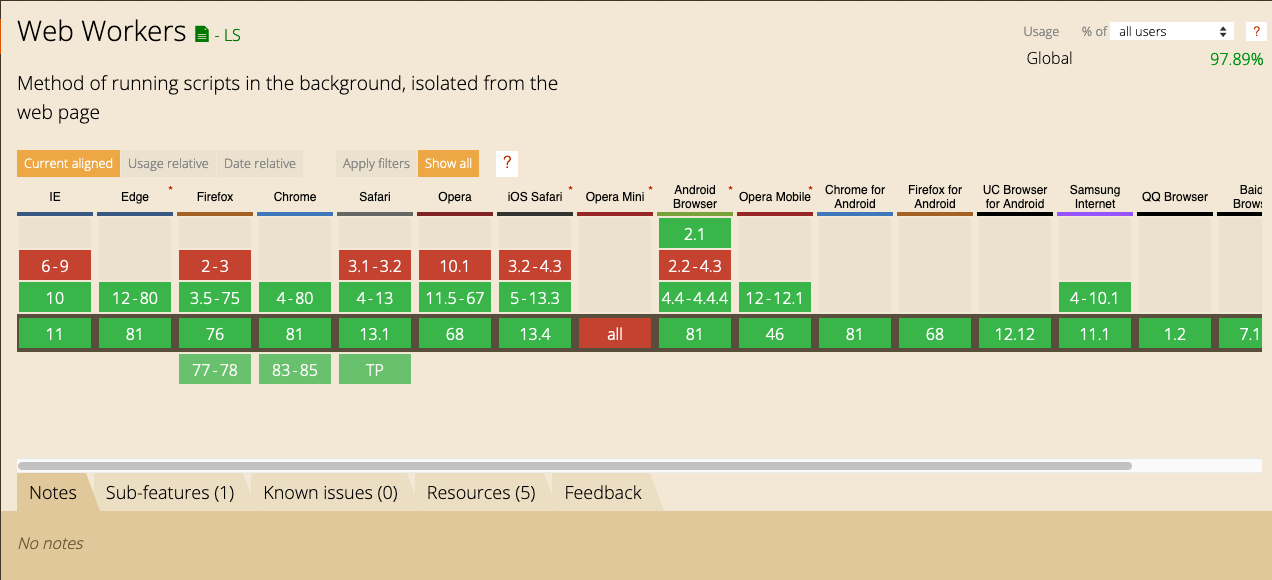 Web Workers - LS
Usage % of all users ?
Global 97.89%
Method of running scripts in the background, isolated from the
web page
Current aligned Usage relative Date relative Apply filters Show all ?
IE Edge * Firefox Chrome Safari Opera iOS Safari * Opera Mini * Android Browser * Opera Mobile * Chrome for Android Firefox for Android UC Browser for Android Samsung Internet QQ Browser Baid Brows
2.1
6-9 2-3 3.1-3.2 10.1 3.2-4.3 2.2-4.3
10 12-80 3.5-75 4-80 4-13 11.5-67 5-13.3 4.4-4.4.4 12-12.1 4-10.1
11 81 76 81 13.1 68 13.4 all 81 46 81 68 12.12 11.1 1.2 7.1
77-78 83-85 TP
Notes Sub-features (1) Known issues (0) Resources (5) Feedback
No notes